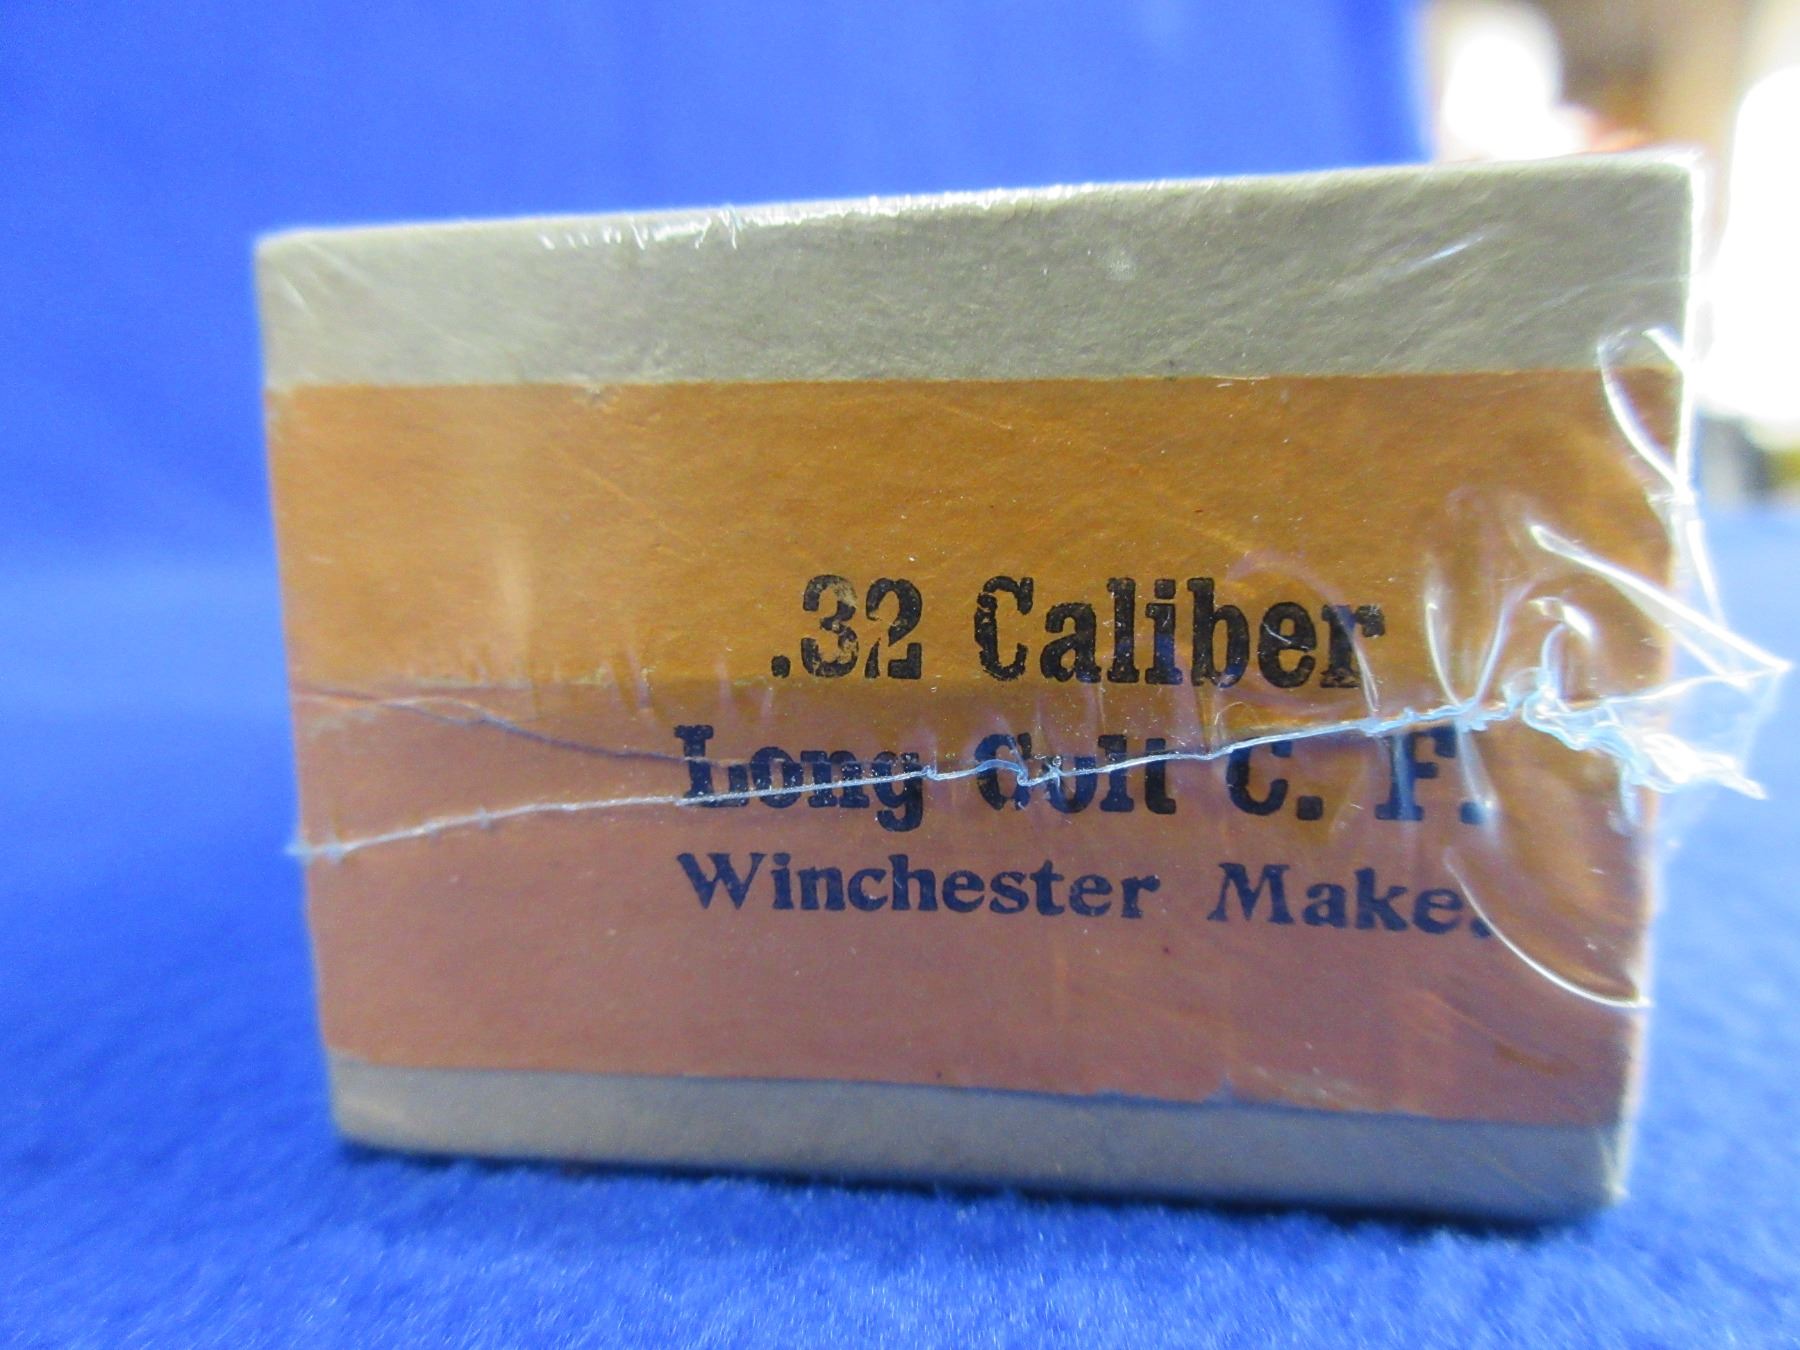 .32 Caliber
Long Colt C. F.
Winchester Make.